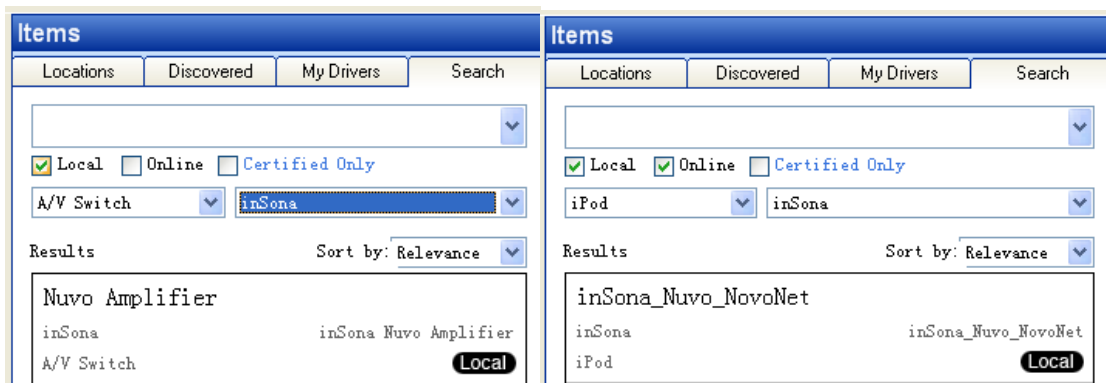 Items
Locations Discovered My Drivers Search
Local Online Certified Only
A/V Switch inSona
Results Sort by: Relevance
Nuvo Amplifier
inSona inSona Nuvo Amplifier
A/V Switch Local
Items
Locations Discovered My Drivers Search
Local Online Certified Only
iPod inSona
Results Sort by: Relevance
inSona_Nuvo_NovoNet
inSona inSona_Nuvo_NovoNet
iPod Local